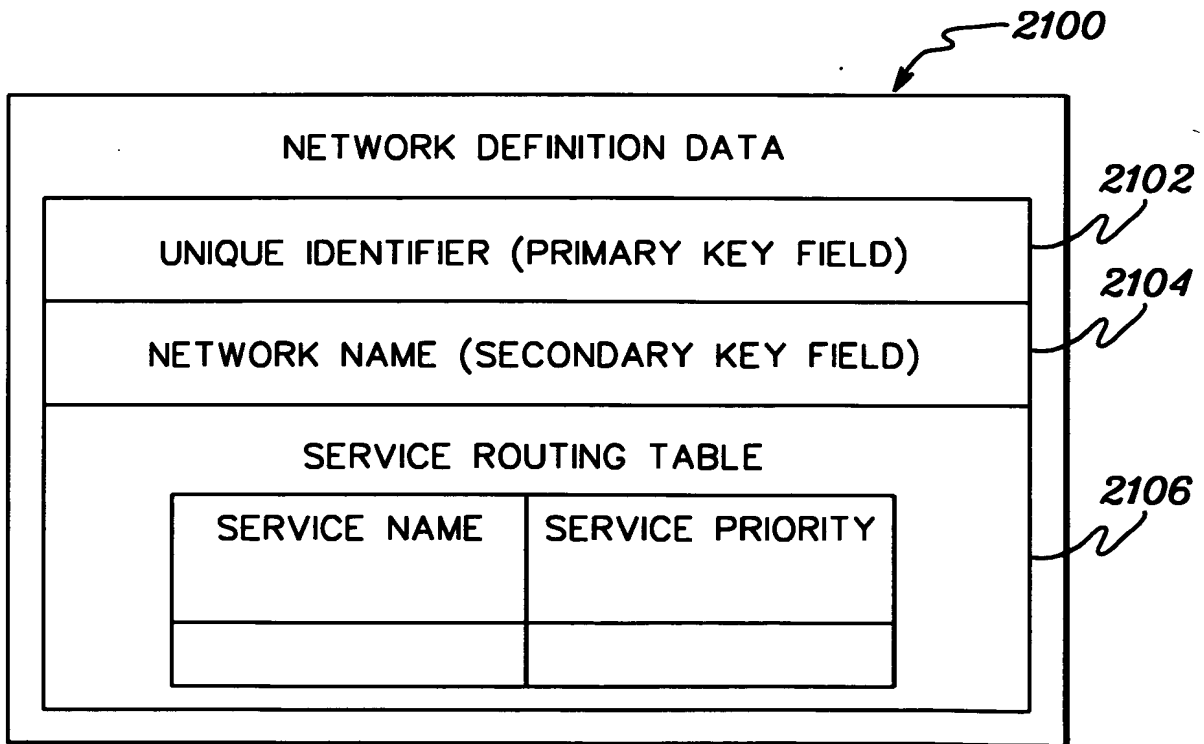 2100
NETWORK DEFINITION DATA
2102
UNIQUE IDENTIFIER (PRIMARY KEY FIELD)
2104
NETWORK NAME (SECONDARY KEY FIELD)
SERVICE ROUTING TABLE
2106
SERVICE NAME
SERVICE PRIORITY